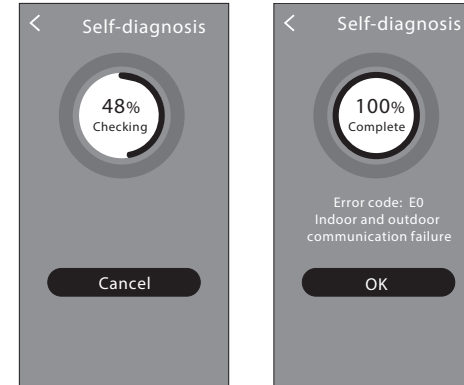 Self-diagnosis
48%
Checking
Cancel
Self-diagnosis
100%
Complete
Error code: E0
Indoor and outdoor
communication failure
OK